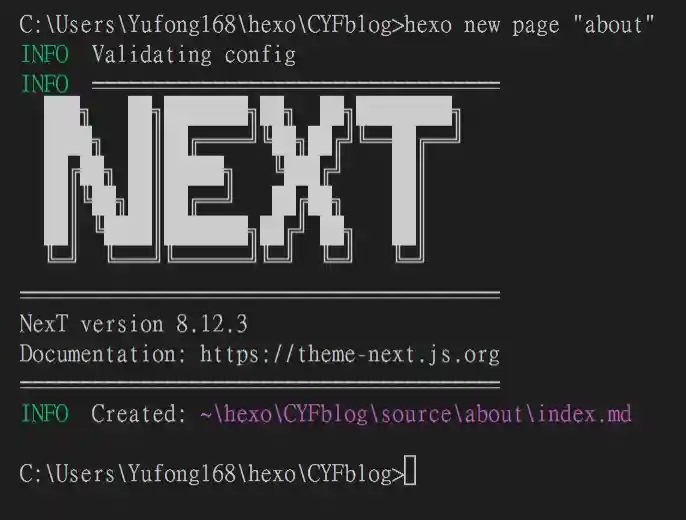 C:\Users\Yufong168\hexo\CYFblog>hexo new page "about"
INFO  Validating config
INFO  ================================
NEXT
================================
NexT version 8.12.3
Documentation: https://theme-next.js.org
================================
INFO  Created: ~\hexo\CYFblog\source\about\index.md
C:\Users\Yufong168\hexo\CYFblog>